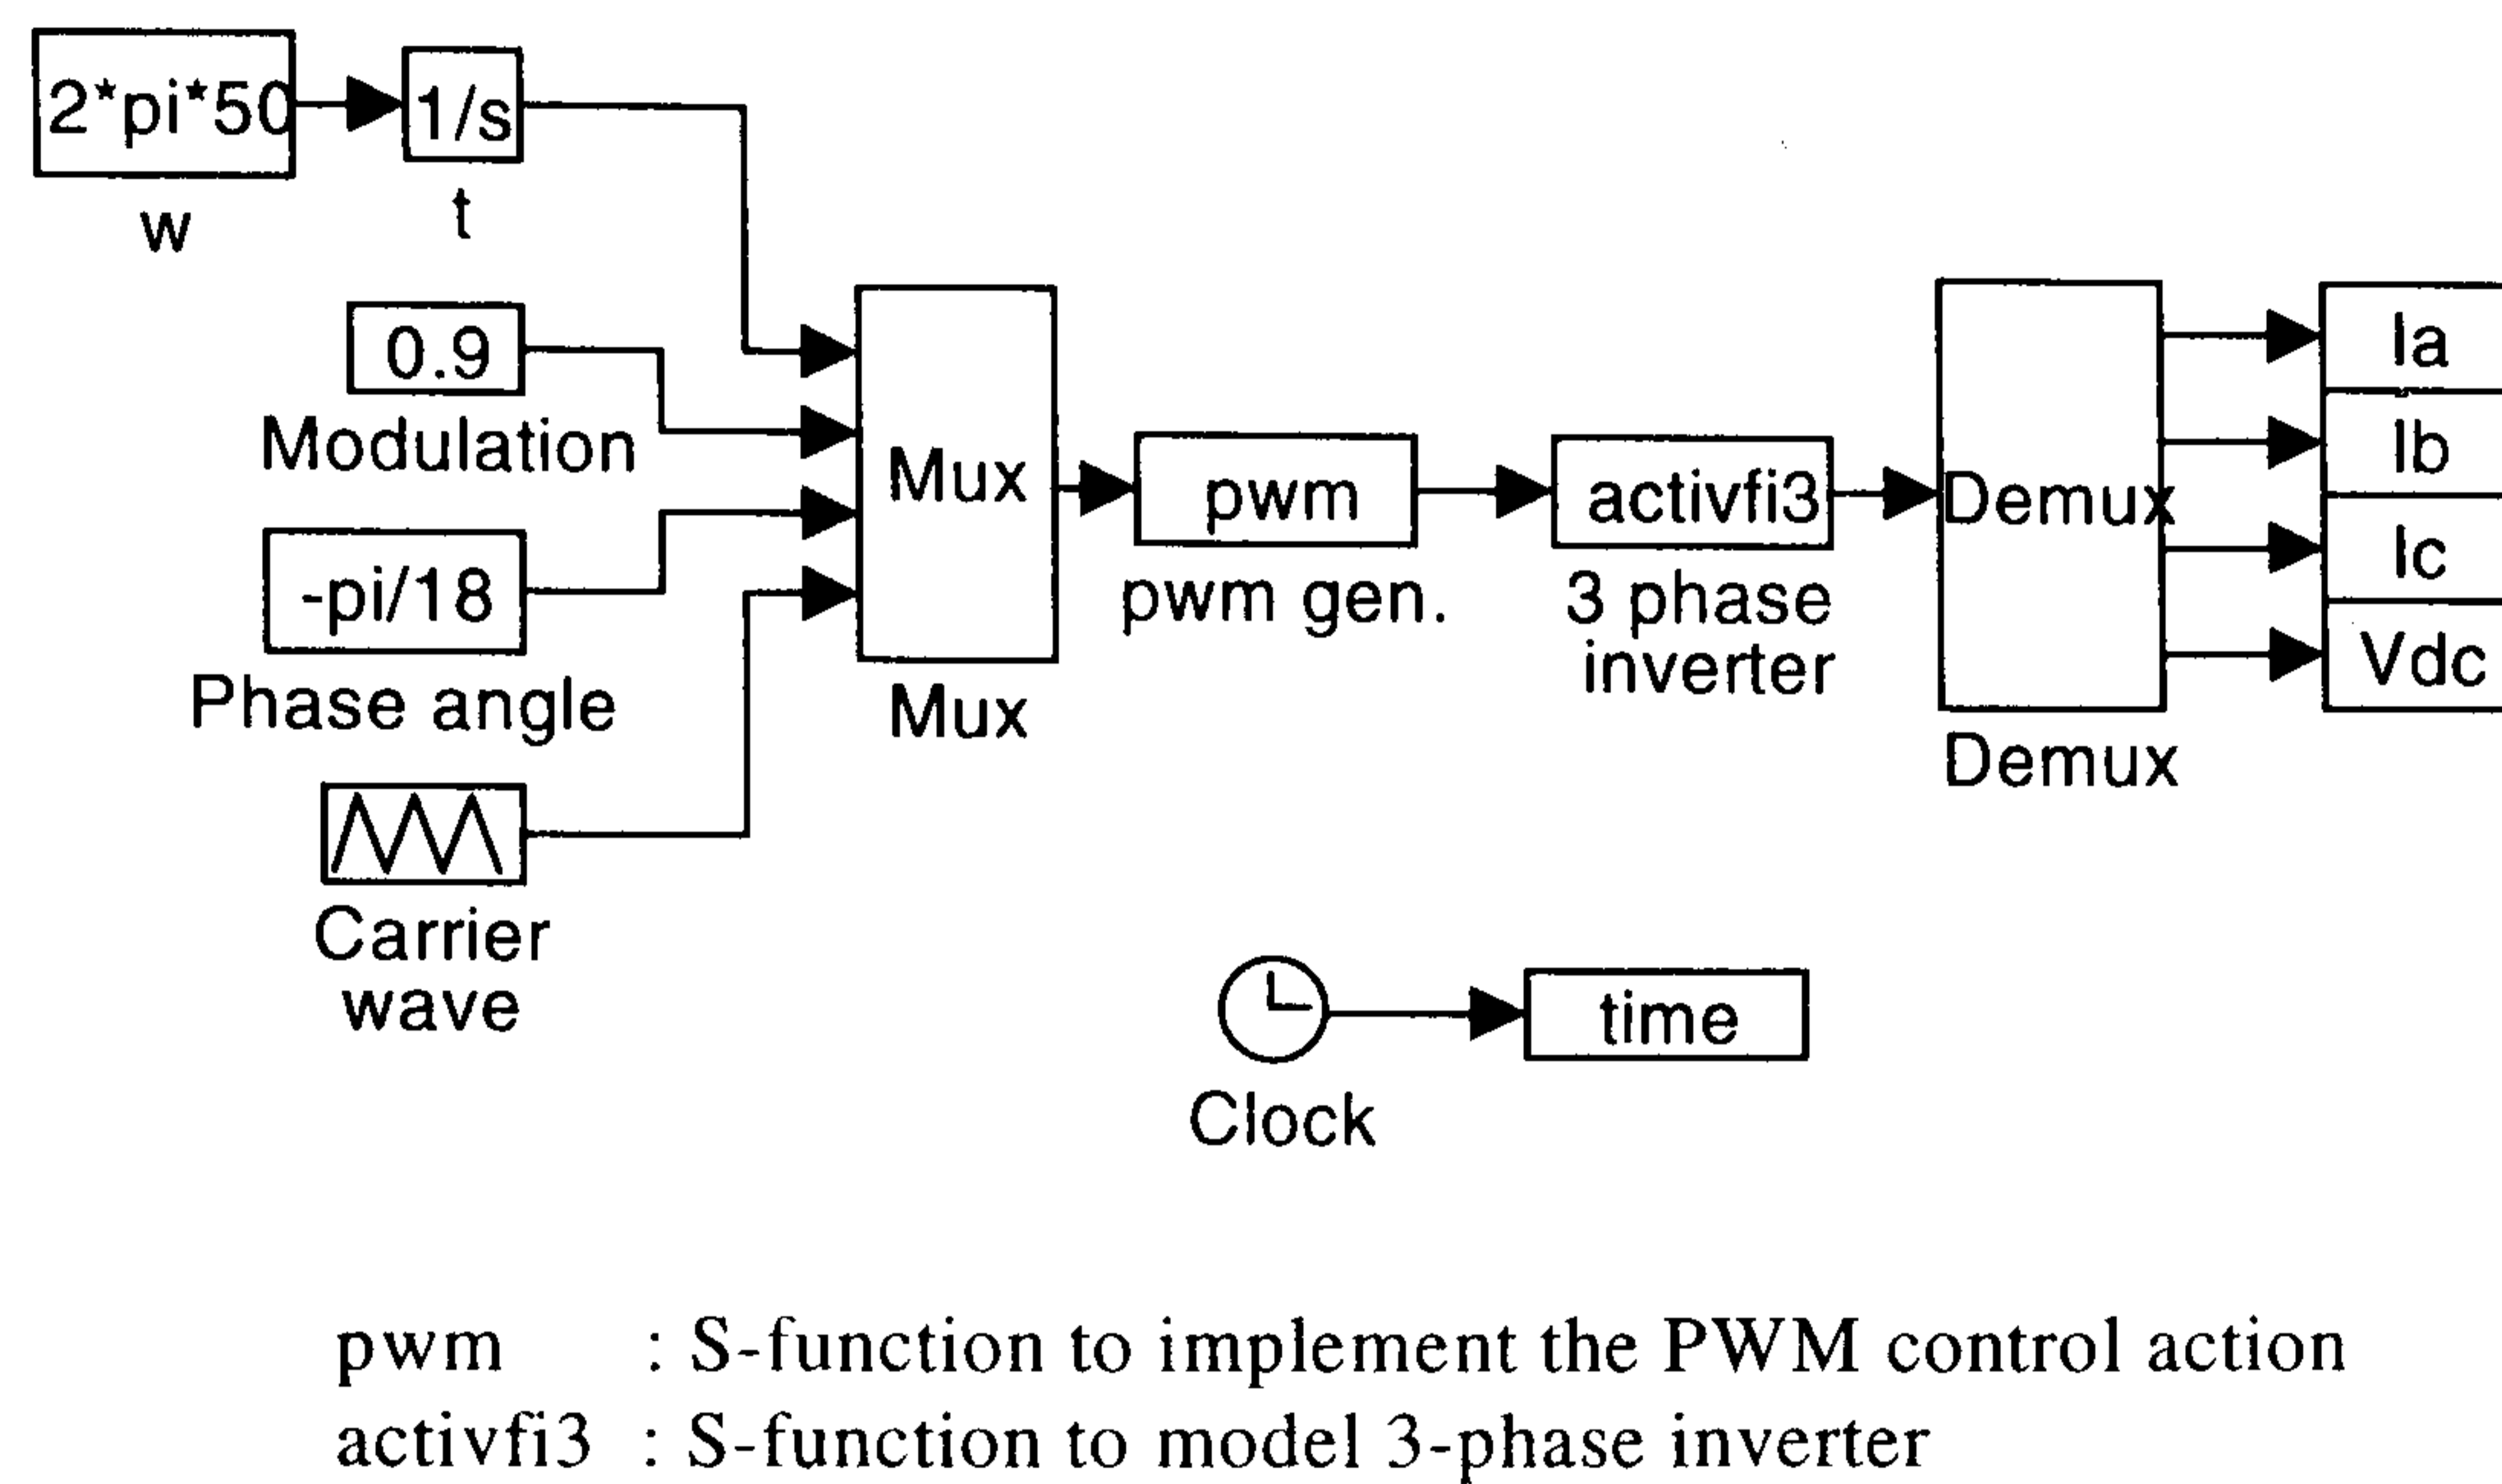 2*pi*50
w
1/s
t
0.9
Modulation
-pi/18
Phase angle
Carrier
wave
Mux
Mux
pwm
pwm gen.
activfi3
3 phase
inverter
Demux
Demux
Ia
Ib
Ic
Vdc
Clock
time
pwm : S-function to implement the PWM control action
activfi3 : S-function to model 3-phase inverter